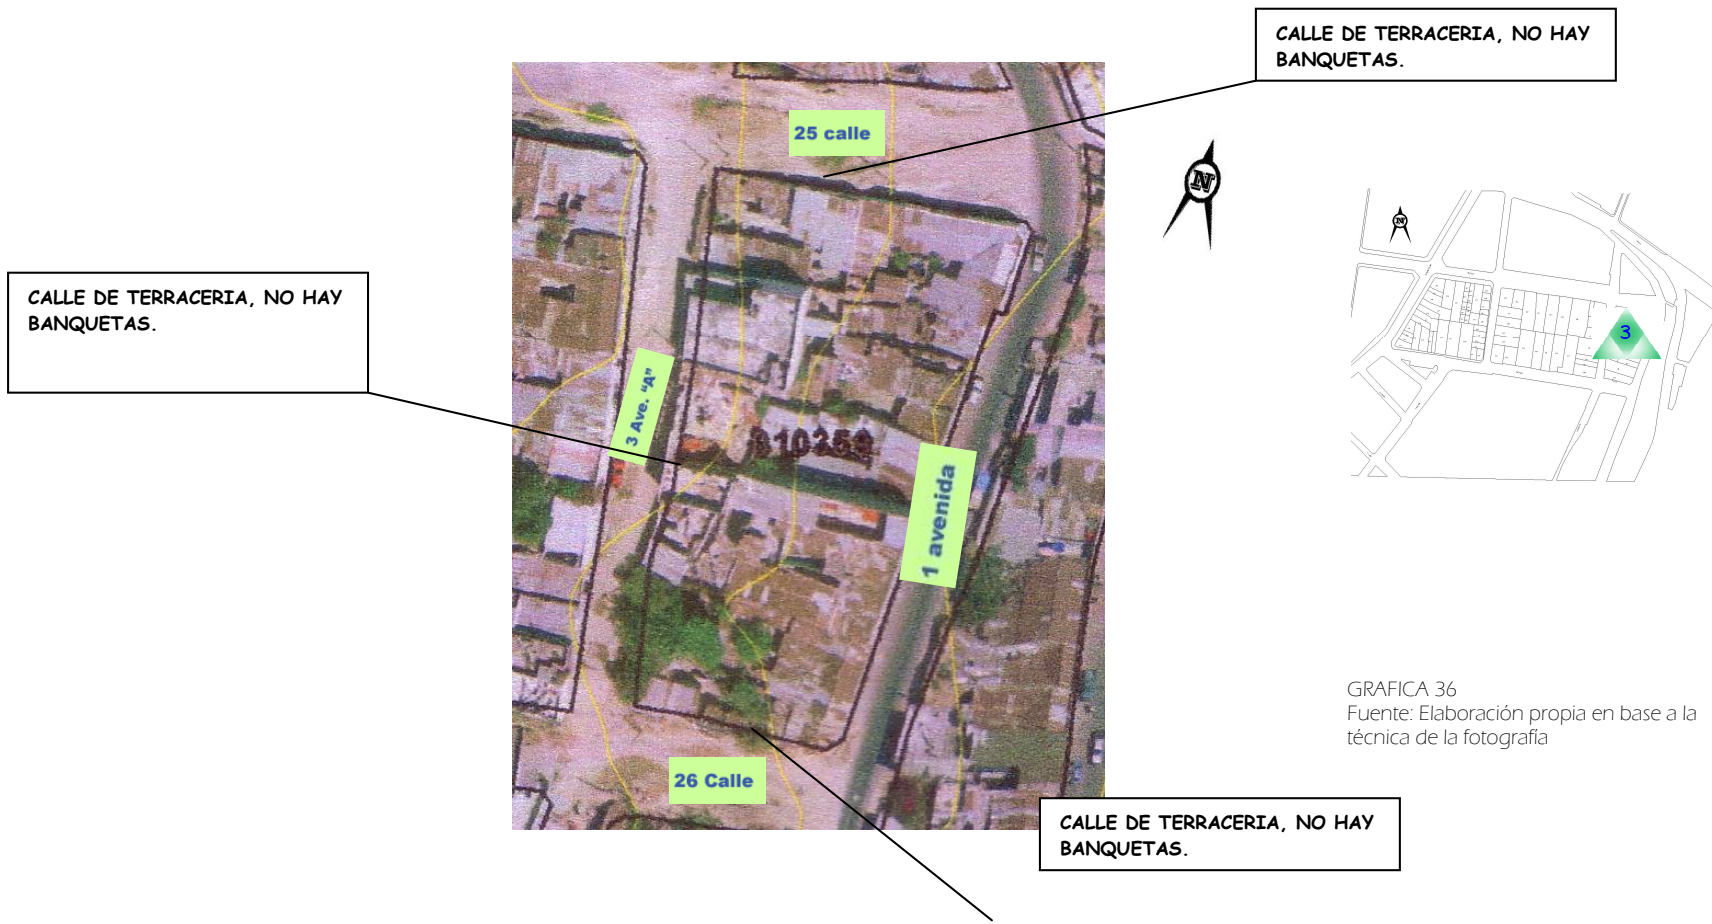 CALLE DE TERRACERIA, NO HAY
BANQUETAS.
25 calle
N
N
CALLE DE TERRACERIA, NO HAY
BANQUETAS.
3
3 Ave. “A”
1 avenida
GRAFICA 36
Fuente: Elaboración propia en base a la
técnica de la fotografía
26 Calle
CALLE DE TERRACERIA, NO HAY
BANQUETAS.